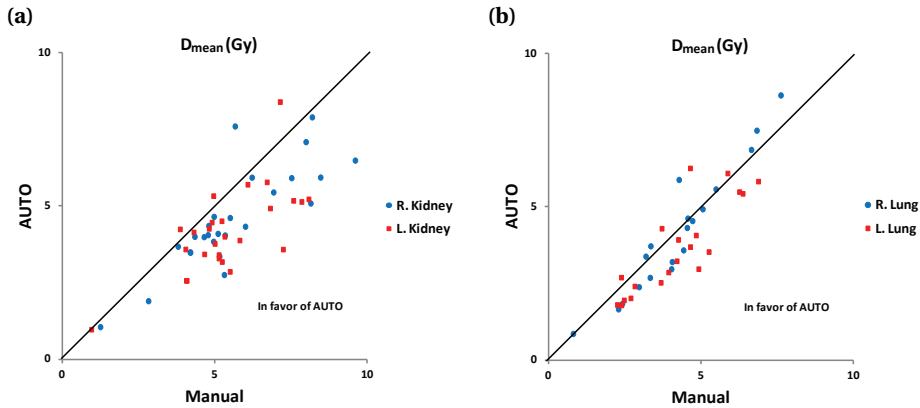 (a)
Dmean (Gy)
10
5
0
0 5 10
AUTO
Manual
In favor of AUTO
R. Kidney
L. Kidney
(b)
Dmean (Gy)
10
5
0
0 5 10
AUTO
Manual
In favor of AUTO
R. Lung
L. Lung